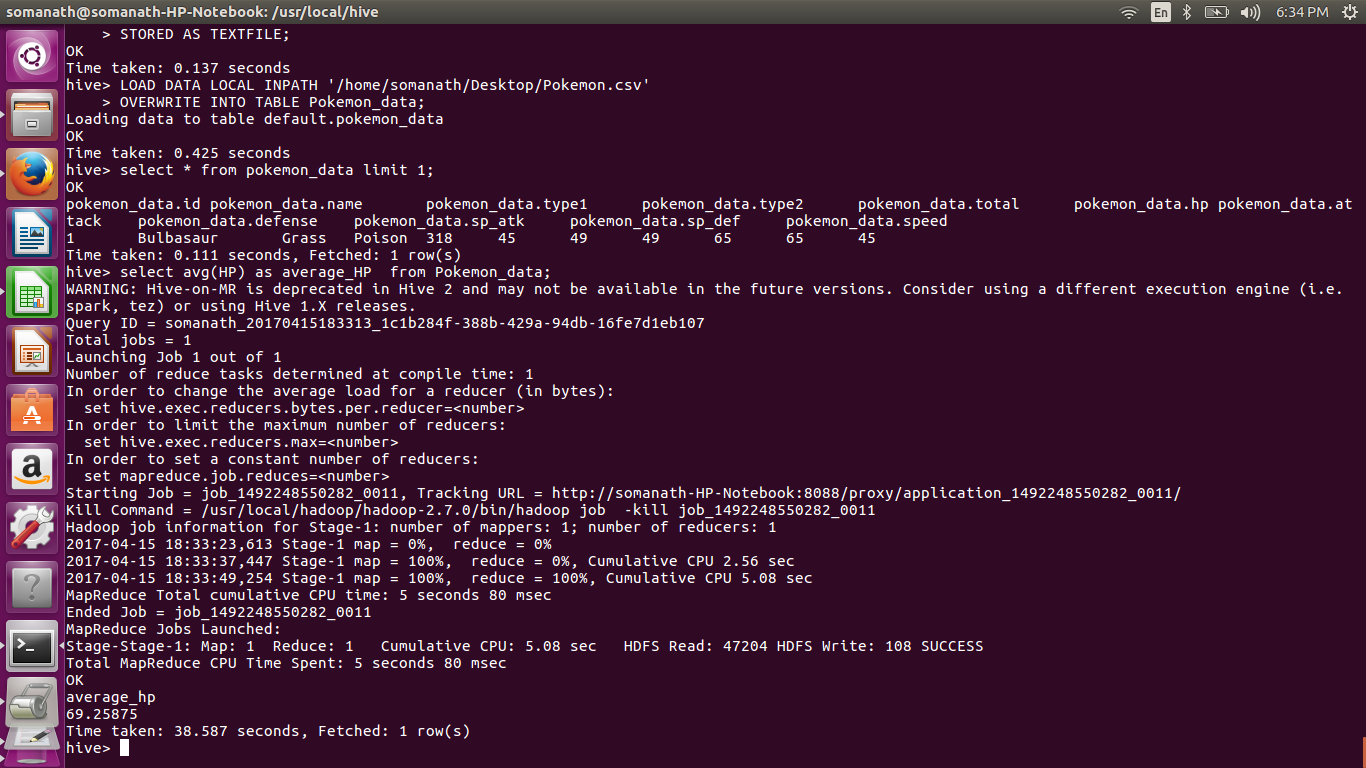 somanath@somanath-HP-Notebook: /usr/local/hive
En
6:34 PM
    > STORED AS TEXTFILE;
OK
Time taken: 0.137 seconds
hive> LOAD DATA LOCAL INPATH '/home/somanath/Desktop/Pokemon.csv'
    > OVERWRITE INTO TABLE Pokemon_data;
Loading data to table default.pokemon_data
OK
Time taken: 0.425 seconds
hive> select * from pokemon_data limit 1;
OK
pokemon_data.id pokemon_data.name       pokemon_data.type1      pokemon_data.type2      pokemon_data.total      pokemon_data.hp pokemon_data.at
tack    pokemon_data.defense    pokemon_data.sp_atk     pokemon_data.sp_def     pokemon_data.speed
1       Bulbasaur       Grass   Poison  318     45      49      49      65      65      45
Time taken: 0.111 seconds, Fetched: 1 row(s)
hive> select avg(HP) as average_HP  from Pokemon_data;
WARNING: Hive-on-MR is deprecated in Hive 2 and may not be available in the future versions. Consider using a different execution engine (i.e.
spark, tez) or using Hive 1.X releases.
Query ID = somanath_20170415183313_1c1b284f-388b-429a-94db-16fe7d1eb107
Total jobs = 1
Launching Job 1 out of 1
Number of reduce tasks determined at compile time: 1
In order to change the average load for a reducer (in bytes):
  set hive.exec.reducers.bytes.per.reducer=<number>
In order to limit the maximum number of reducers:
  set hive.exec.reducers.max=<number>
In order to set a constant number of reducers:
  set mapreduce.job.reduces=<number>
Starting Job = job_1492248550282_0011, Tracking URL = http://somanath-HP-Notebook:8088/proxy/application_1492248550282_0011/
Kill Command = /usr/local/hadoop/hadoop-2.7.0/bin/hadoop job  -kill job_1492248550282_0011
Hadoop job information for Stage-1: number of mappers: 1; number of reducers: 1
2017-04-15 18:33:23,613 Stage-1 map = 0%,  reduce = 0%
2017-04-15 18:33:37,447 Stage-1 map = 100%,  reduce = 0%, Cumulative CPU 2.56 sec
2017-04-15 18:33:49,254 Stage-1 map = 100%,  reduce = 100%, Cumulative CPU 5.08 sec
MapReduce Total cumulative CPU time: 5 seconds 80 msec
Ended Job = job_1492248550282_0011
MapReduce Jobs Launched:
Stage-Stage-1: Map: 1  Reduce: 1   Cumulative CPU: 5.08 sec   HDFS Read: 47204 HDFS Write: 108 SUCCESS
Total MapReduce CPU Time Spent: 5 seconds 80 msec
OK
average_hp
69.25875
Time taken: 38.587 seconds, Fetched: 1 row(s)
hive>